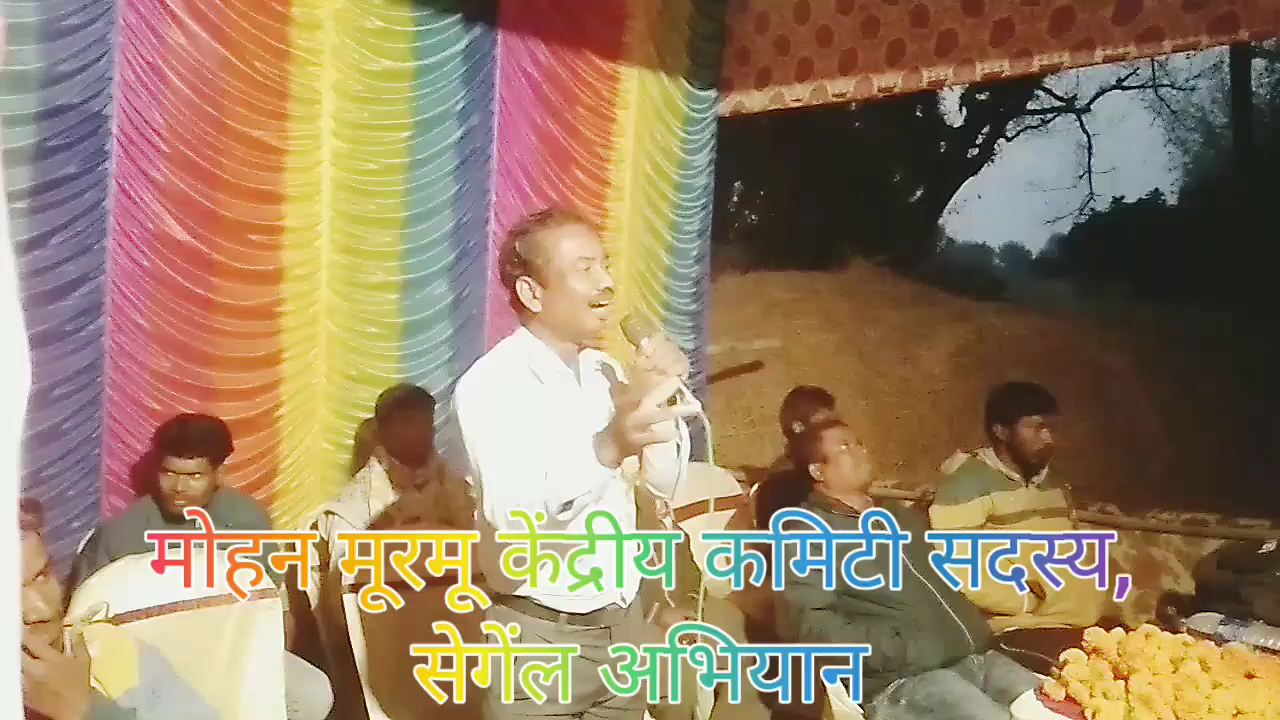 मोहन मूरमू केंद्रीय कमिटी सदस्य,
सेगेंल अभियान